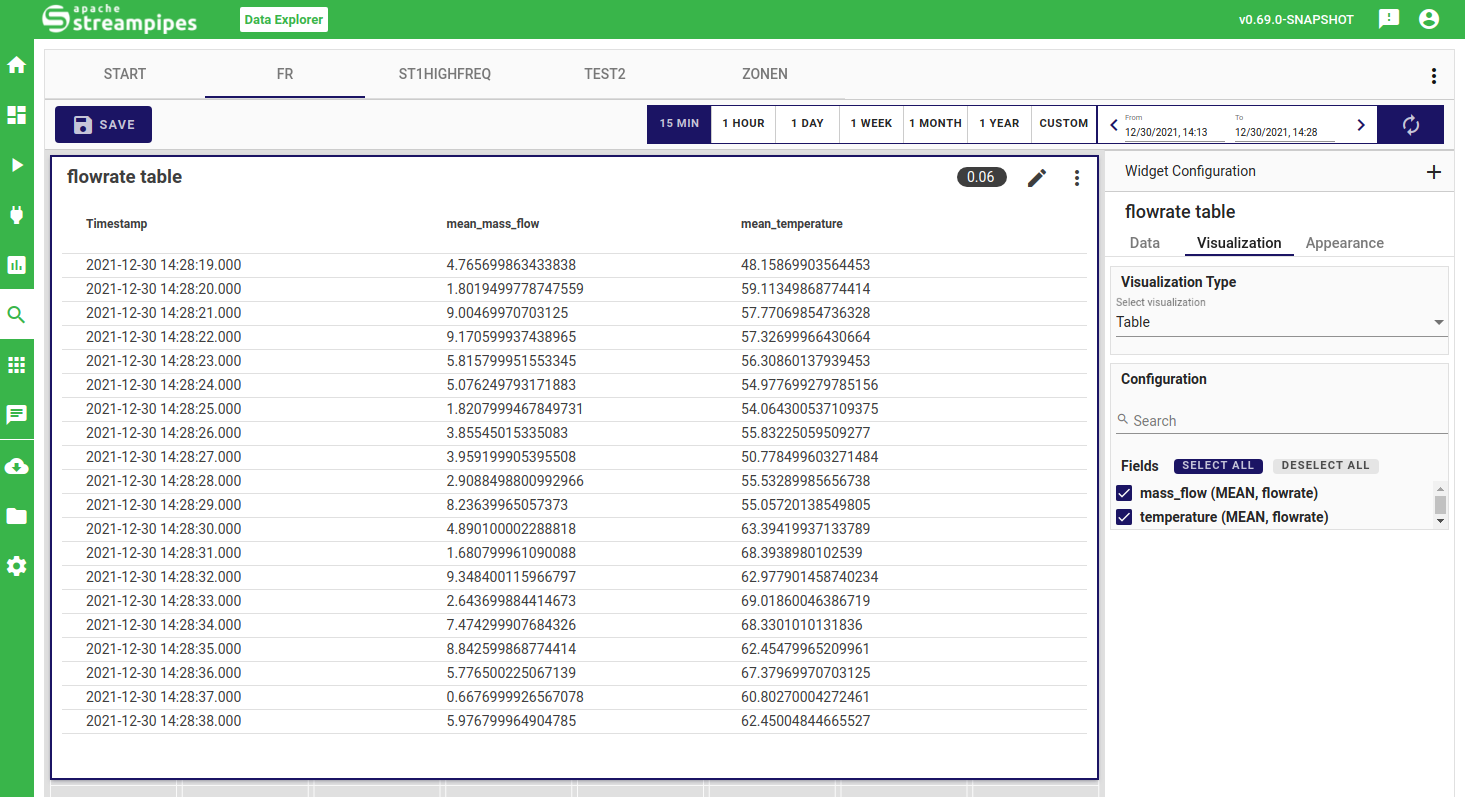 apache
streampipes
Data Explorer
v0.69.0-SNAPSHOT
START FR ST1HIGHFREQ TEST2 ZONEN
SAVE
15 MIN 1 HOUR 1 DAY 1 WEEK 1 MONTH 1 YEAR CUSTOM
From To
12/30/2021, 14:13 12/30/2021, 14:28
flowrate table
0.06
Timestamp mean_mass_flow mean_temperature
2021-12-30 14:28:19.000 4.765699863433838 48.15869903564453
2021-12-30 14:28:20.000 1.8019499778747559 59.11349868774414
2021-12-30 14:28:21.000 9.00469970703125 57.77069854736328
2021-12-30 14:28:22.000 9.170599937438965 57.32699966430664
2021-12-30 14:28:23.000 5.815799951553345 56.30860137939453
2021-12-30 14:28:24.000 5.076249793171883 54.977699279785156
2021-12-30 14:28:25.000 1.8207999467849731 54.064300537109375
2021-12-30 14:28:26.000 3.85545015335083 55.83225059509277
2021-12-30 14:28:27.000 3.959199905395508 50.778499603271484
2021-12-30 14:28:28.000 2.9088498800992966 55.53289985656738
2021-12-30 14:28:29.000 8.23639965057373 55.05720138549805
2021-12-30 14:28:30.000 4.890100002288818 63.39419937133789
2021-12-30 14:28:31.000 1.680799961090088 68.3938980102539
2021-12-30 14:28:32.000 9.348400115966797 62.977901458740234
2021-12-30 14:28:33.000 2.643699884414673 69.01860046386719
2021-12-30 14:28:34.000 7.474299907684326 68.3301010131836
2021-12-30 14:28:35.000 8.842599868774414 62.45479965209961
2021-12-30 14:28:36.000 5.776500225067139 67.37969970703125
2021-12-30 14:28:37.000 0.6676999926567078 60.80270004272461
2021-12-30 14:28:38.000 5.976799964904785 62.45004844665527
Widget Configuration
flowrate table
Data Visualization Appearance
Visualization Type
Select visualization
Table
Configuration
Search
Fields SELECT ALL DESELECT ALL
mass_flow (MEAN, flowrate)
temperature (MEAN, flowrate)